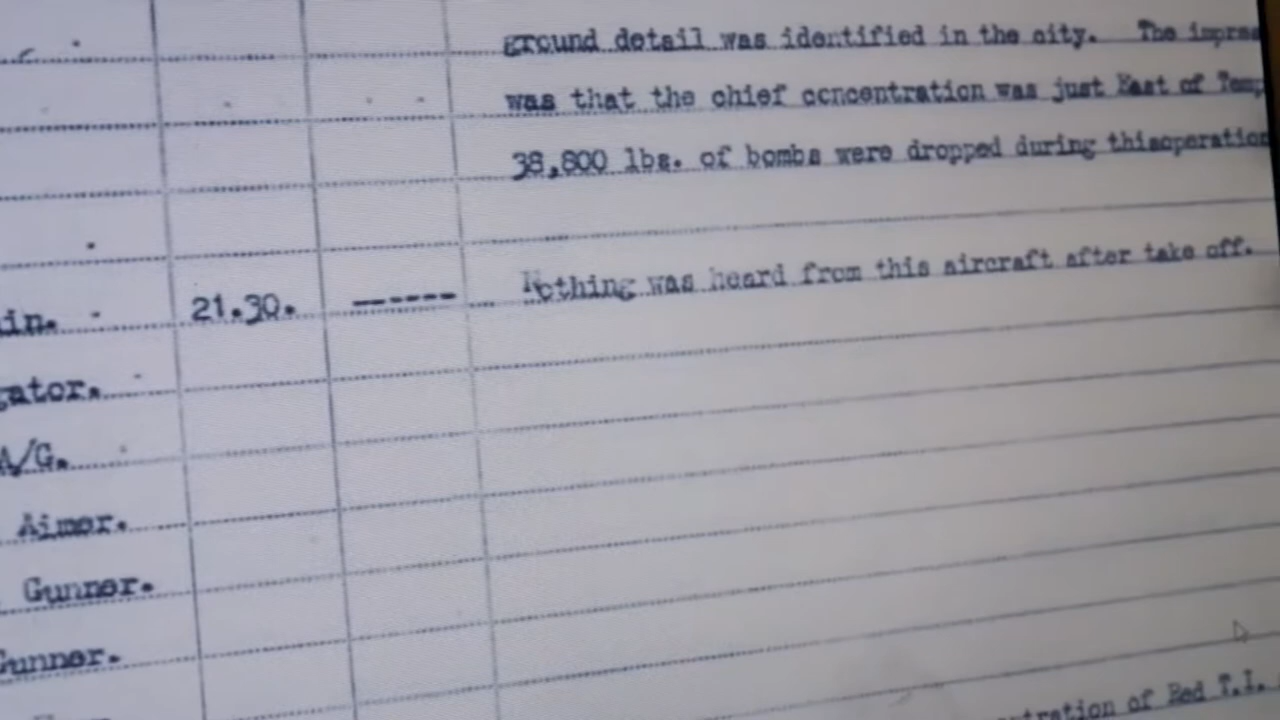 ground detail was identified in the city. The
was that the chief concentration was just East of
38,800 lbs. of bombs were dropped during thisoperation
in. 21.30. ------ Nothing was heard from this aircraft after take off.
gator.
A/G.
Aimer.
Gunner.
Gunner.
tration of Red T.I.